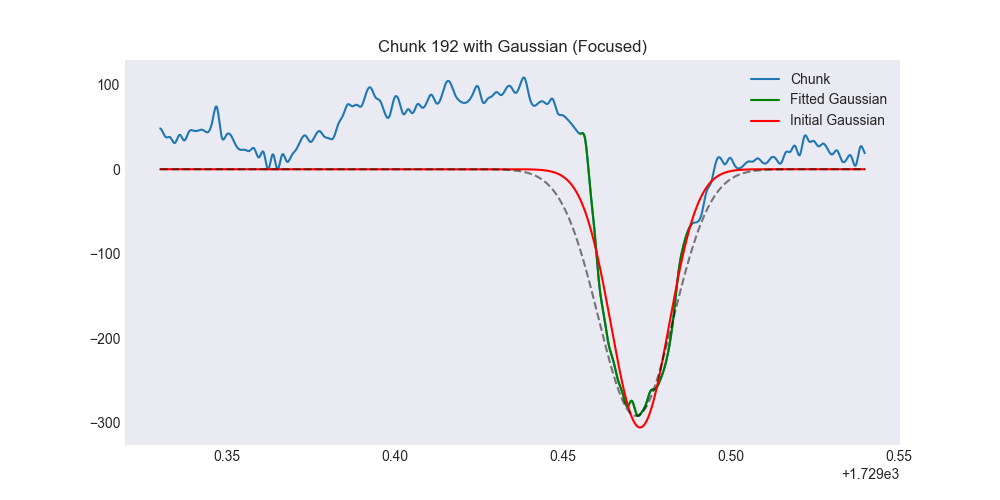 Chunk 192 with Gaussian (Focused)
Chunk
Fitted Gaussian
Initial Gaussian
100
0
−100
−200
−300
0.35 0.40 0.45 0.50 0.55
+1.729e3